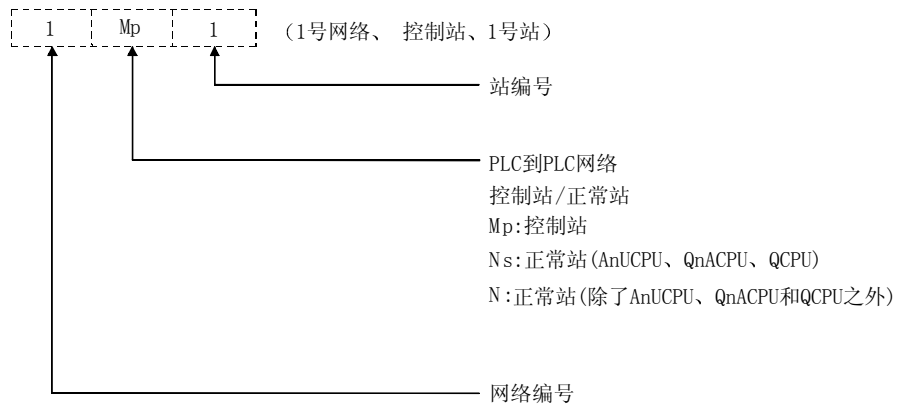 1 Mp 1 (1号网络、 控制站、1号站)
站编号
PLC到PLC网络
控制站/正常站
Mp:控制站
Ns:正常站(AnUCPU、QnACPU、QCPU)
N:正常站(除了AnUCPU、QnACPU和QCPU之外)
网络编号